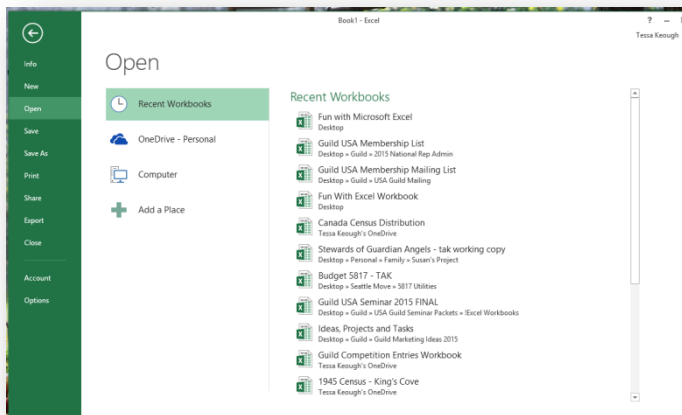 Book1 - Excel
? –
Tessa Keough
Info
New
Open
Save
Save As
Print
Share
Export
Close
Account
Options
Open
Recent Workbooks
OneDrive - Personal
Computer
Add a Place
Recent Workbooks
Fun with Microsoft Excel
Desktop
Guild USA Membership List
Desktop » Guild » 2015 National Rep Admin
Guild USA Membership Mailing List
Desktop » Guild » USA Guild Mailing
Fun With Excel Workbook
Desktop
Canada Census Distribution
Tessa Keough's OneDrive
Stewards of Guardian Angels - tak working copy
Desktop » Personal » Family » Susan's Project
Budget 5817 - TAK
Desktop » Seattle Move » 5817 Utilities
Guild USA Seminar 2015 FINAL
Desktop » Guild » USA Guild Seminar Packets » !Excel Workbooks
Ideas, Projects and Tasks
Desktop » Guild » Guild Marketing Ideas 2015
Guild Competition Entries Workbook
Tessa Keough's OneDrive
1945 Census - King's Cove
Tessa Keough's OneDrive